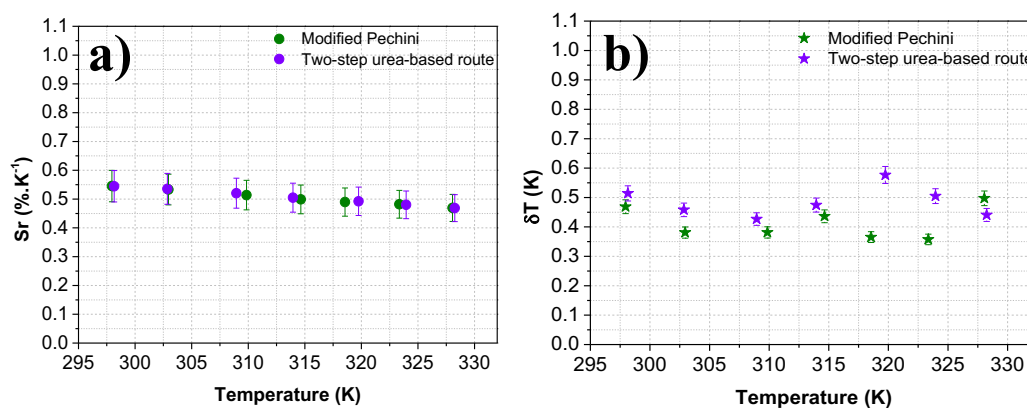 a)
Modified Pechini
Two-step urea-based route
Sr (%.K⁻¹)
1.1
1.0
0.9
0.8
0.7
0.6
0.5
0.4
0.3
0.2
0.1
0.0
295 300 305 310 315 320 325 330
Temperature (K)
b)
Modified Pechini
Two-step urea-based route
δT (K)
1.1
1.0
0.9
0.8
0.7
0.6
0.5
0.4
0.3
0.2
0.1
0.0
295 300 305 310 315 320 325 330
Temperature (K)